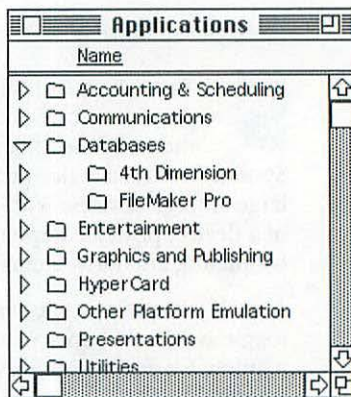 Applications
Name
Accounting & Scheduling
Communications
Databases
4th Dimension
FileMaker Pro
Entertainment
Graphics and Publishing
HyperCard
Other Platform Emulation
Presentations
Utilities